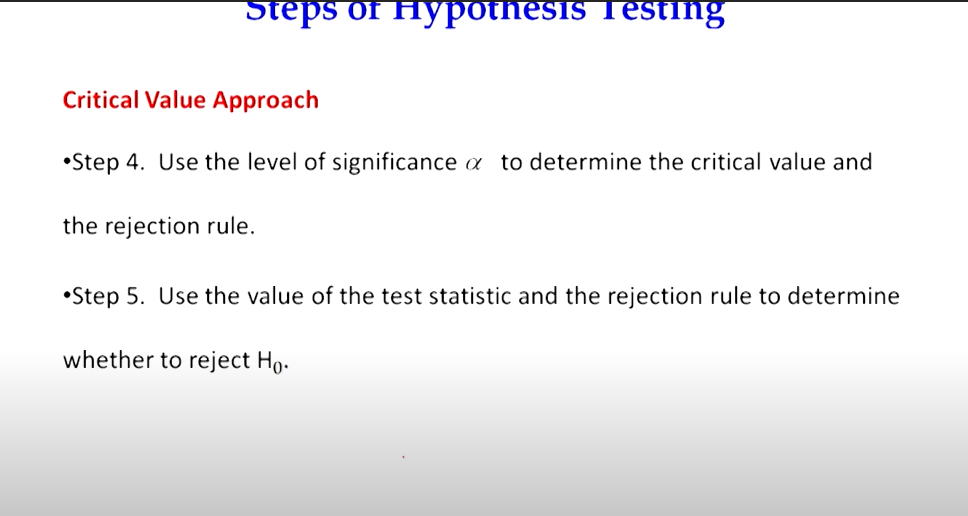 Steps of Hypothesis Testing
Critical Value Approach
•Step 4. Use the level of significance α to determine the critical value and
the rejection rule.
•Step 5. Use the value of the test statistic and the rejection rule to determine
whether to reject H₀.